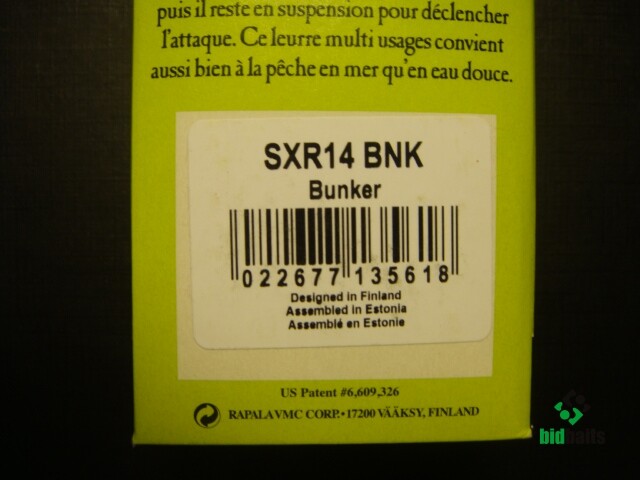 puis il reste en suspension pour déclencher
l'attaque. Ce leurre multi usages convient
aussi bien à la pêche en mer qu'en eau douce.
SXR14 BNK
Bunker
022677 135618
Designed in Finland
Assembled in Estonia
Assemblé en Estonie
US Patent #6,609,326
RAPALA VMC CORP. • 17200 VÄÄKSY, FINLAND
bidbaits